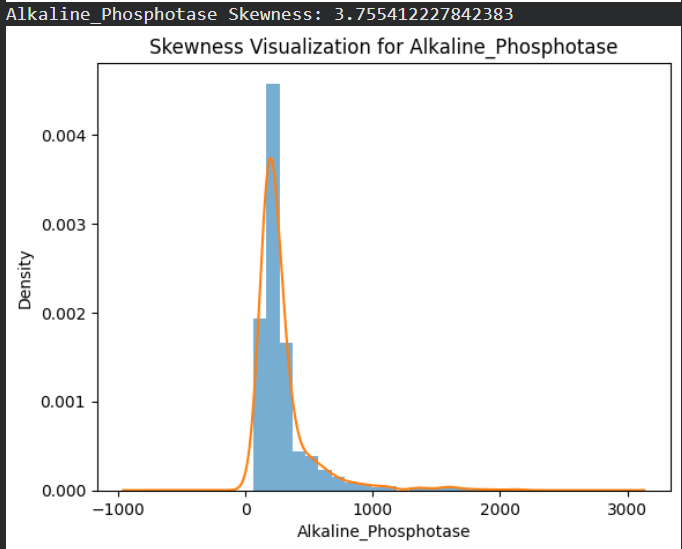 Alkaline_Phosphotase Skewness: 3.755412227842383
Skewness Visualization for Alkaline_Phosphotase
0.004
0.003
0.002
0.001
0.000
Density
−1000 0 1000 2000 3000
Alkaline_Phosphotase